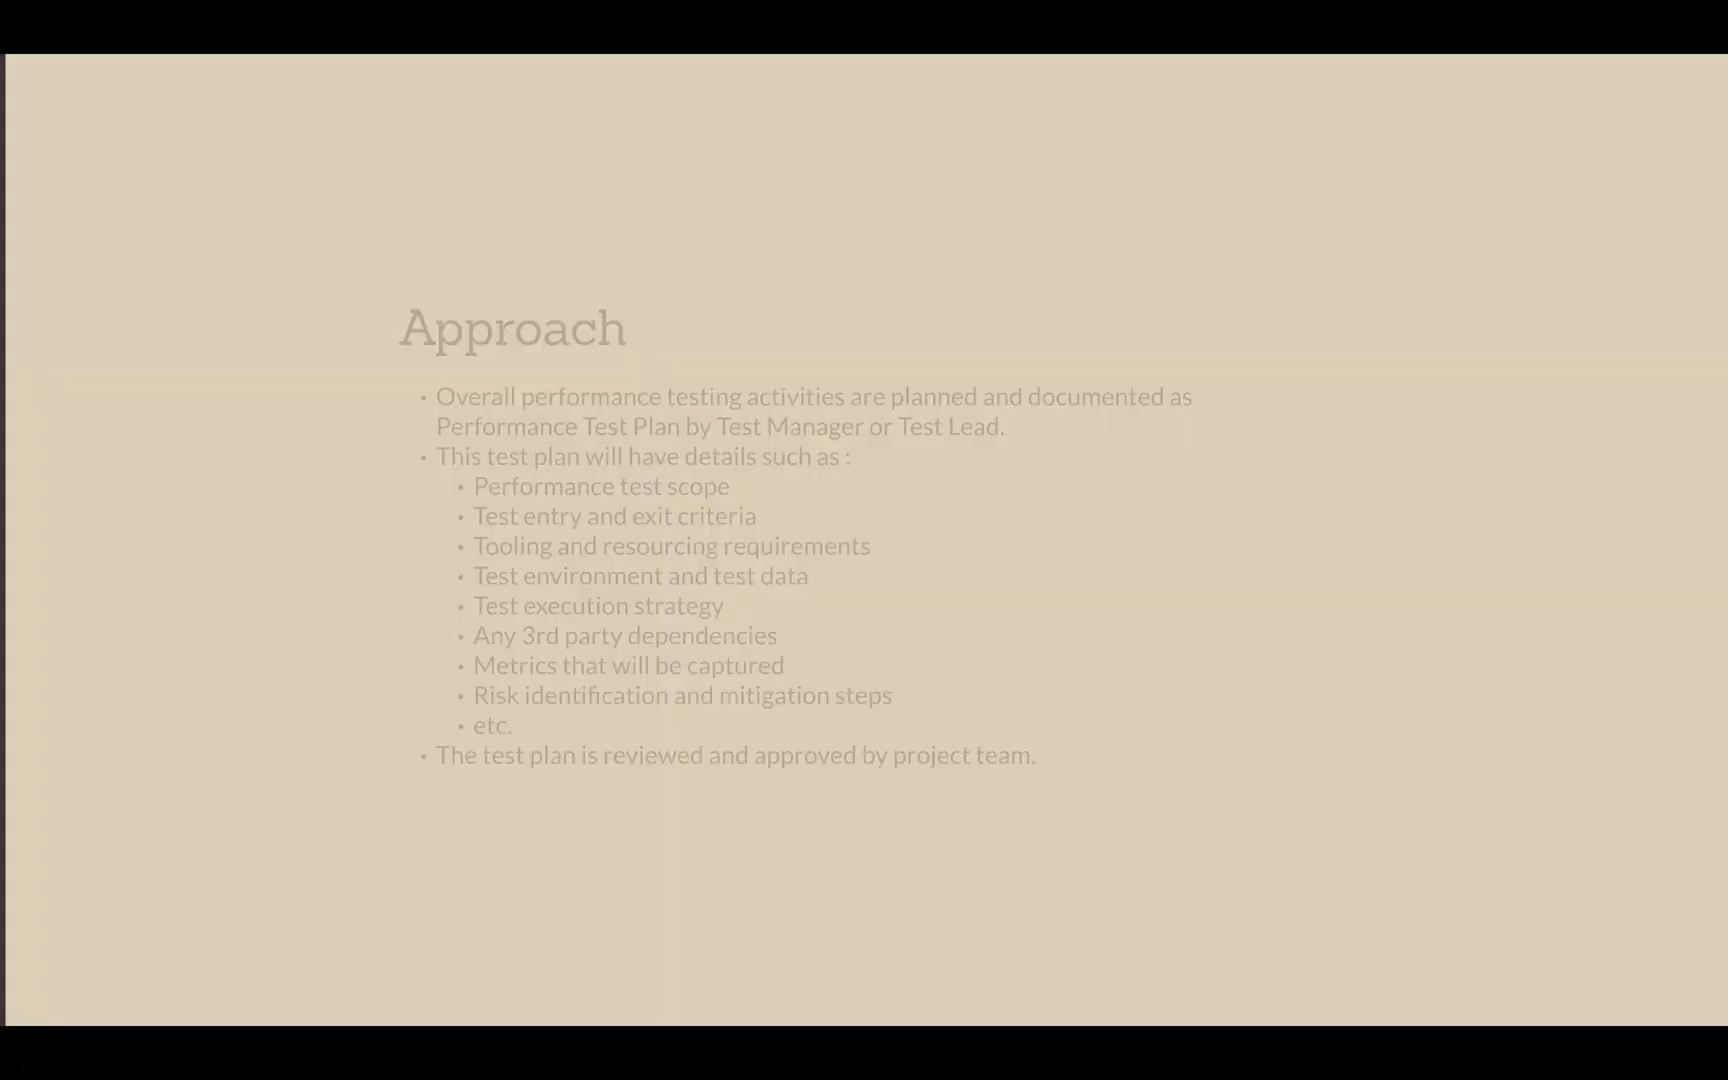 Approach
• Overall performance testing activities are planned and documented as
Performance Test Plan by Test Manager or Test Lead.
• This test plan will have details such as :
• Performance test scope
• Test entry and exit criteria
• Tooling and resourcing requirements
• Test environment and test data
• Test execution strategy
• Any 3rd party dependencies
• Metrics that will be captured
• Risk identification and mitigation steps
• etc.
• The test plan is reviewed and approved by project team.